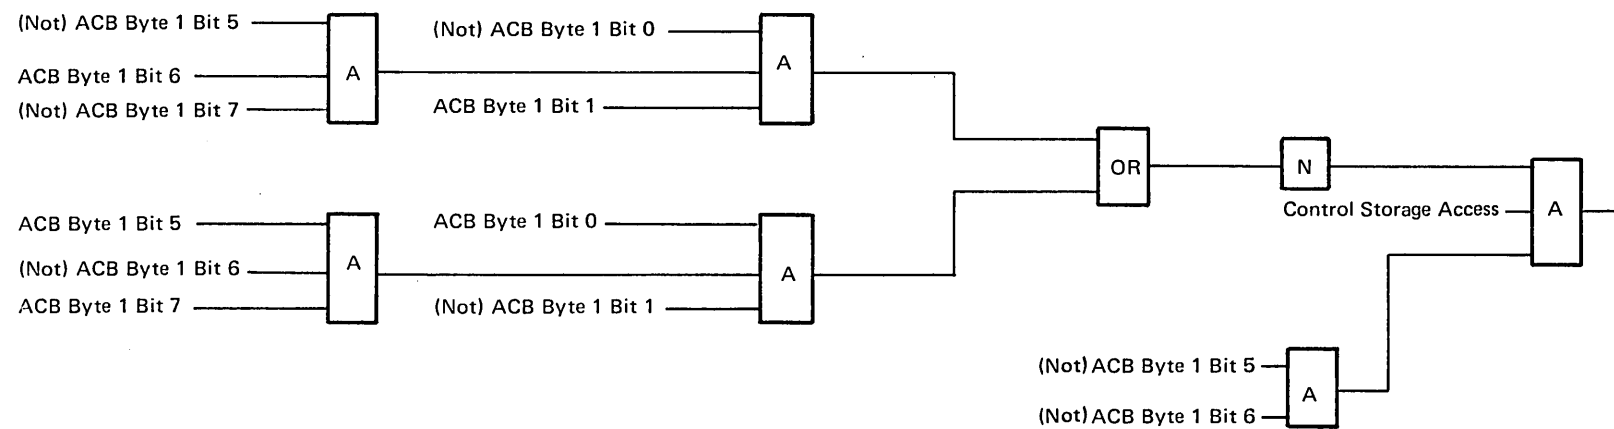 (Not) ACB Byte 1 Bit 5
ACB Byte 1 Bit 6
(Not) ACB Byte 1 Bit 7
A
(Not) ACB Byte 1 Bit 0
ACB Byte 1 Bit 1
A
ACB Byte 1 Bit 5
(Not) ACB Byte 1 Bit 6
ACB Byte 1 Bit 7
A
ACB Byte 1 Bit 0
(Not) ACB Byte 1 Bit 1
A
OR
N
Control Storage Access
A
(Not) ACB Byte 1 Bit 5
(Not) ACB Byte 1 Bit 6
A